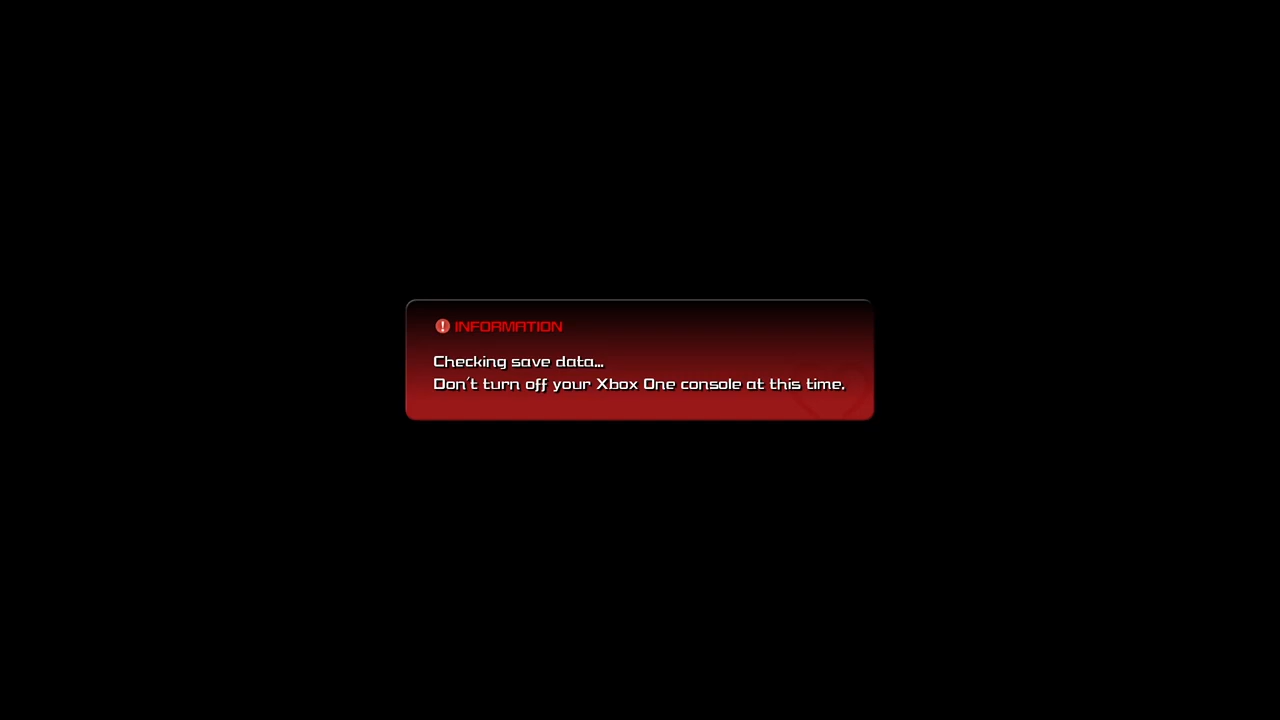 INFORMATION
Checking save data...
Don't turn off your Xbox One console at this time.